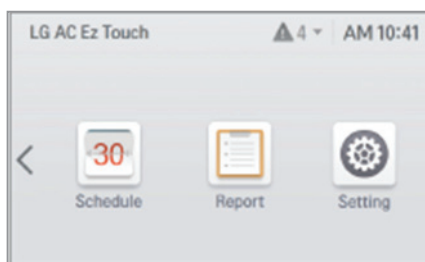 LG AC Ez Touch
4
AM 10:41
30
Schedule
Report
Setting